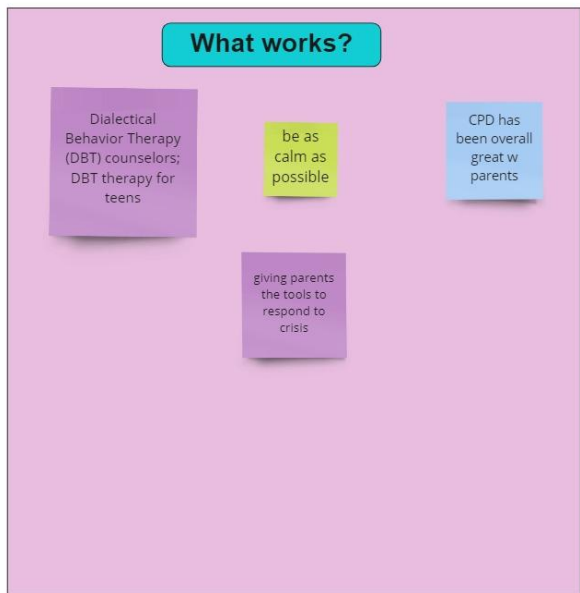 What works?
Dialectical
Behavior Therapy
(DBT) counselors;
DBT therapy for
teens
be as
calm as
possible
CPD has
been overall
great w
parents
giving parents
the tools to
respond to
crisis